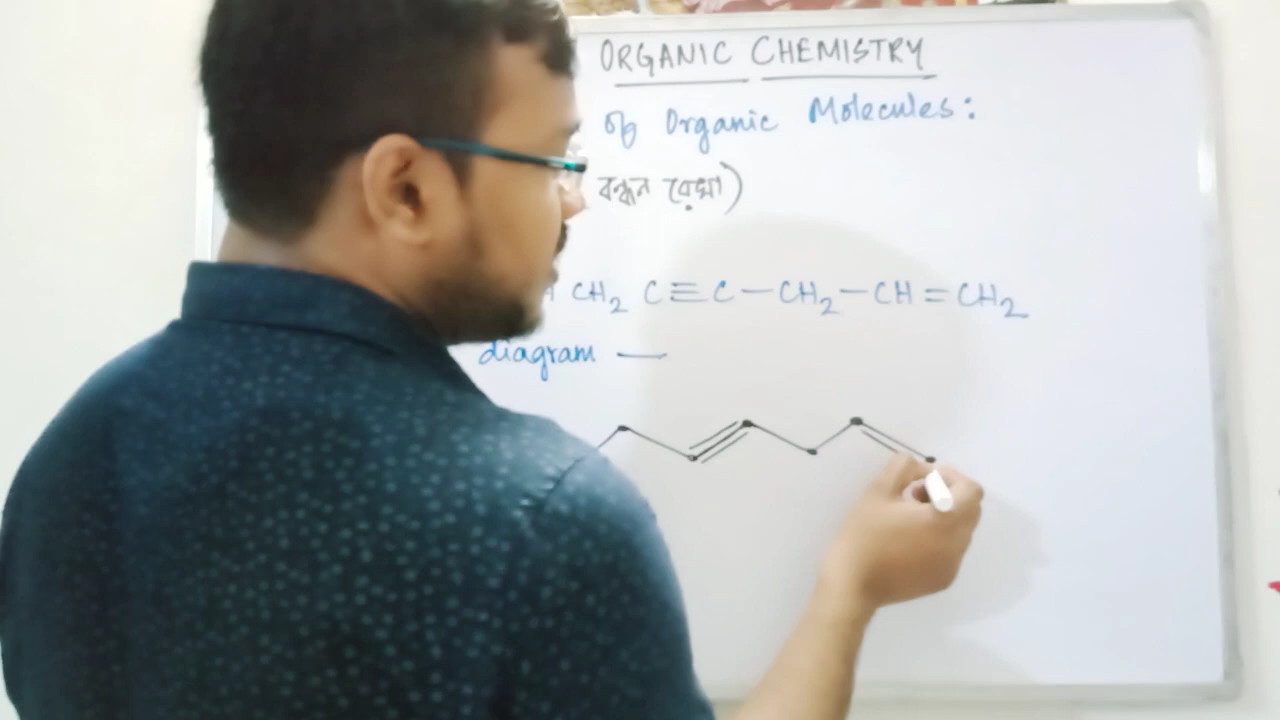 ORGANIC CHEMISTRY
of Organic Molecules:
বন্ধন রেখা)
CH₂ C≡C—CH₂—CH=CH₂
diagram —